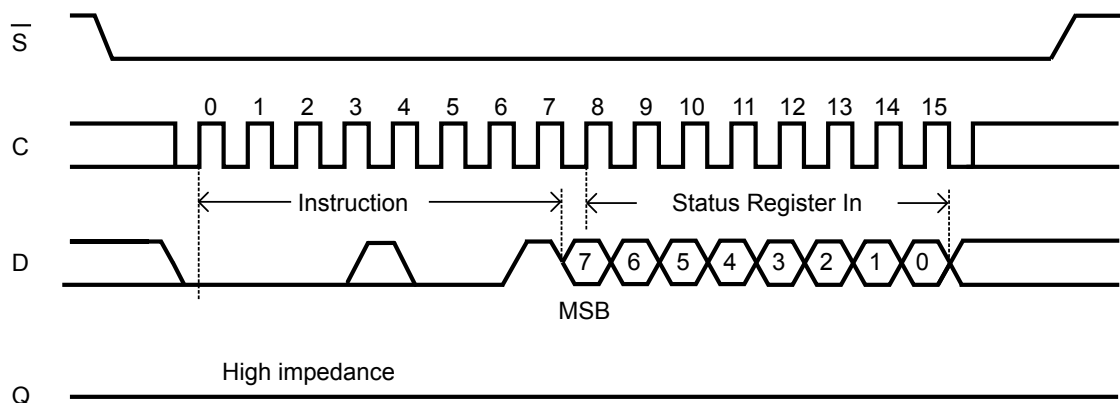 S
0 1 2 3 4 5 6 7 8 9 10 11 12 13 14 15
C
Instruction Status Register In
D 7 6 5 4 3 2 1 0
MSB
High impedance
Q